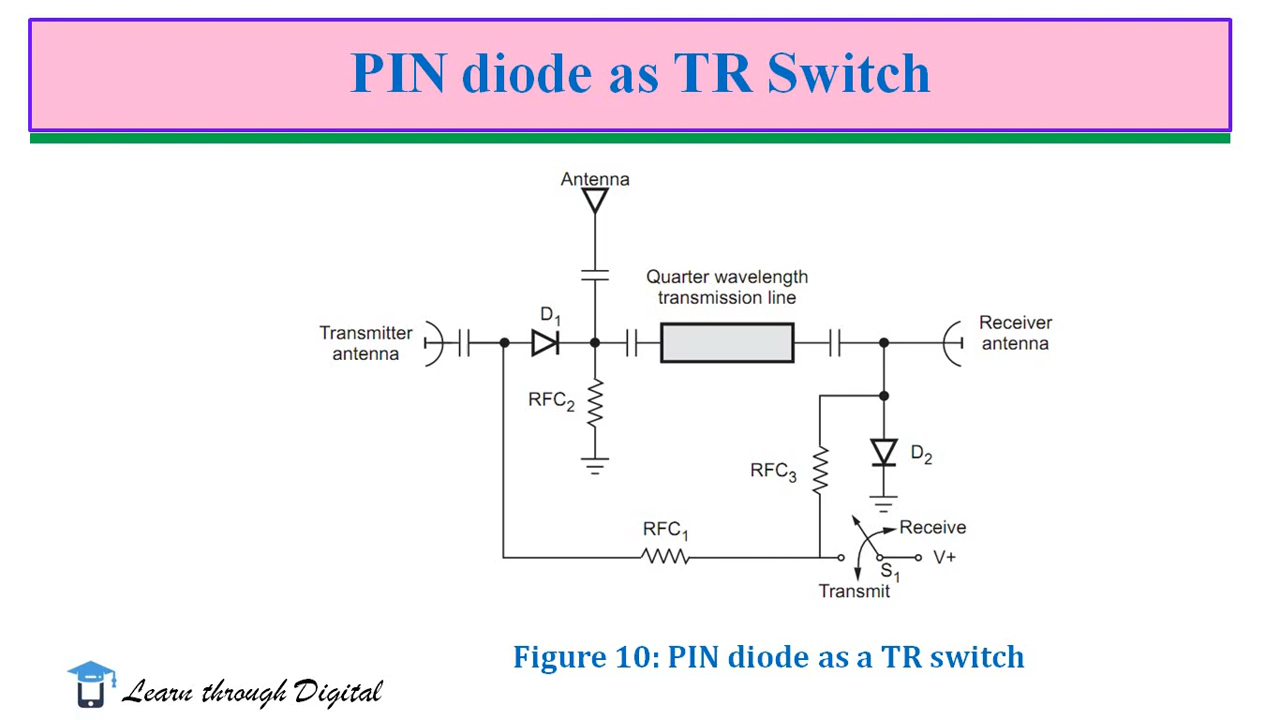 PIN diode as TR Switch
Antenna
Quarter wavelength
transmission line
D1
Transmitter
antenna
Receiver
antenna
RFC2
D2
RFC3
RFC1
Receive
V+
S1
Transmit
Figure 10: PIN diode as a TR switch
Learn through Digital